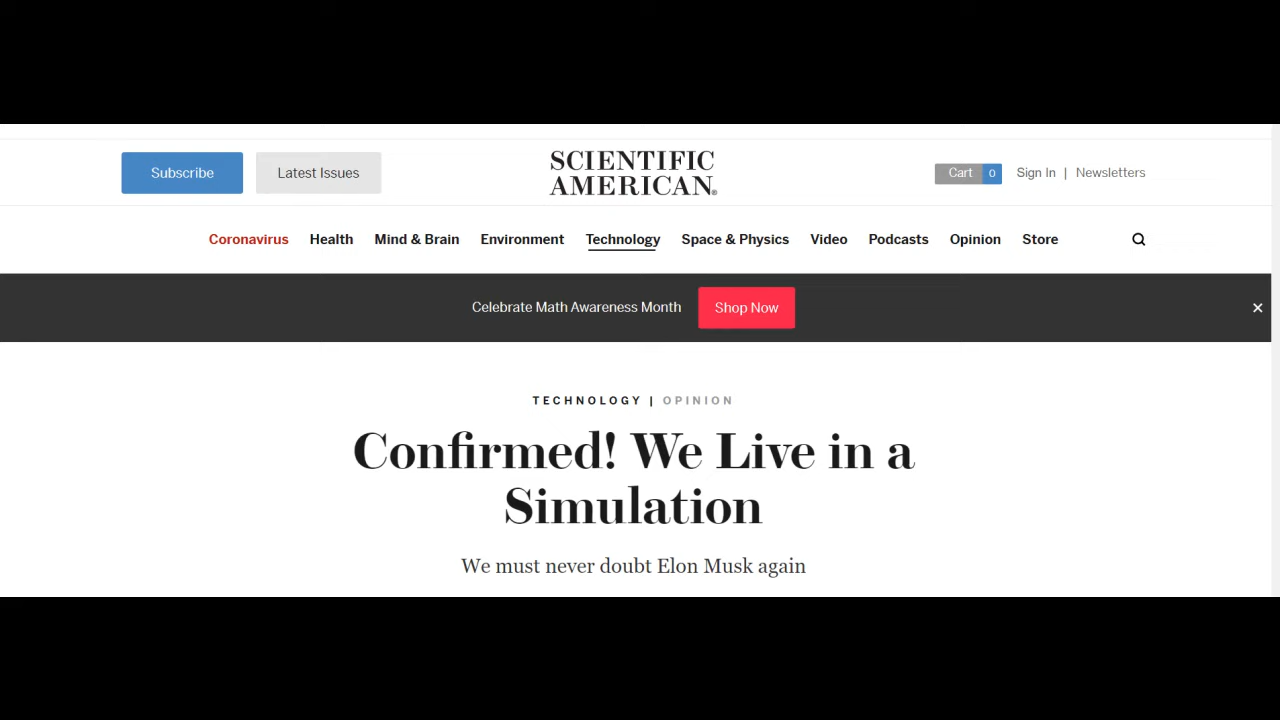 Subscribe
Latest Issues
SCIENTIFIC
AMERICAN®
Cart 0
Sign In | Newsletters
Coronavirus Health Mind & Brain Environment Technology Space & Physics Video Podcasts Opinion Store
Celebrate Math Awareness Month
Shop Now
TECHNOLOGY | OPINION
Confirmed! We Live in a
Simulation
We must never doubt Elon Musk again